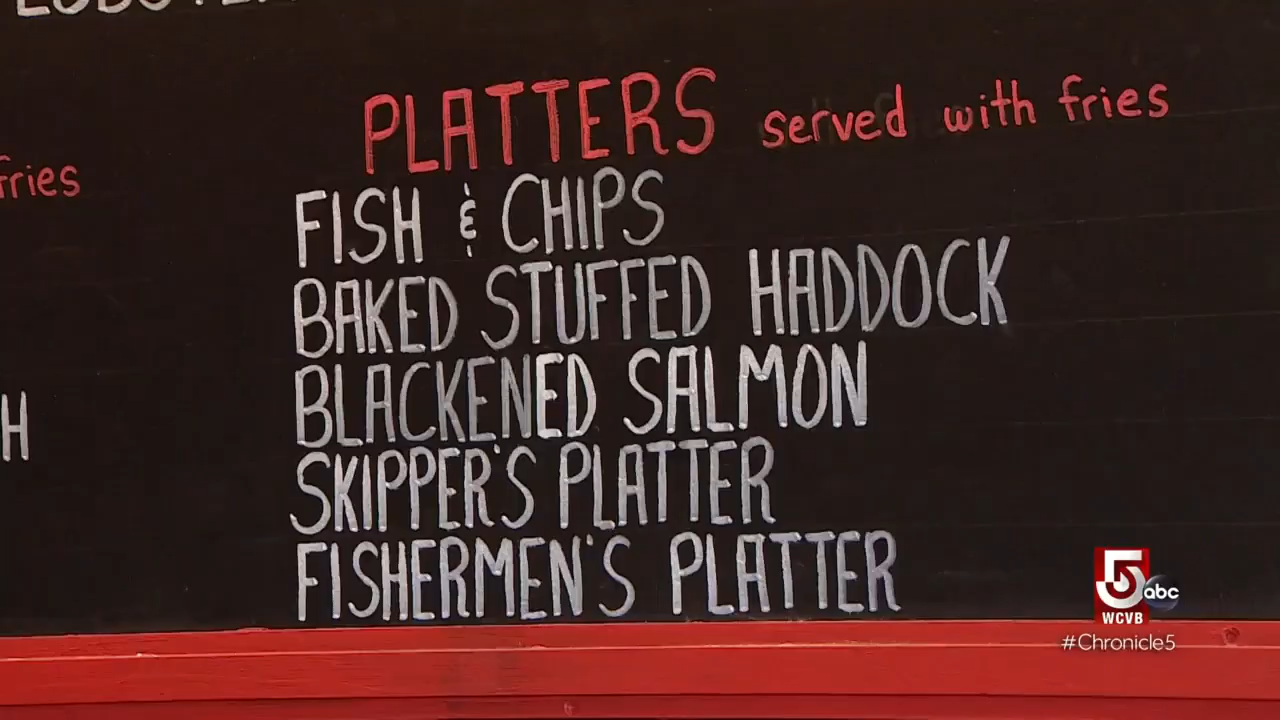 PLATTERS served with fries
fries
FISH & CHIPS
BAKED STUFFED HADDOCK
BLACKENED SALMON
H
SKIPPER'S PLATTER
FISHERMEN'S PLATTER
5 abc
WCVB
#Chronicle5